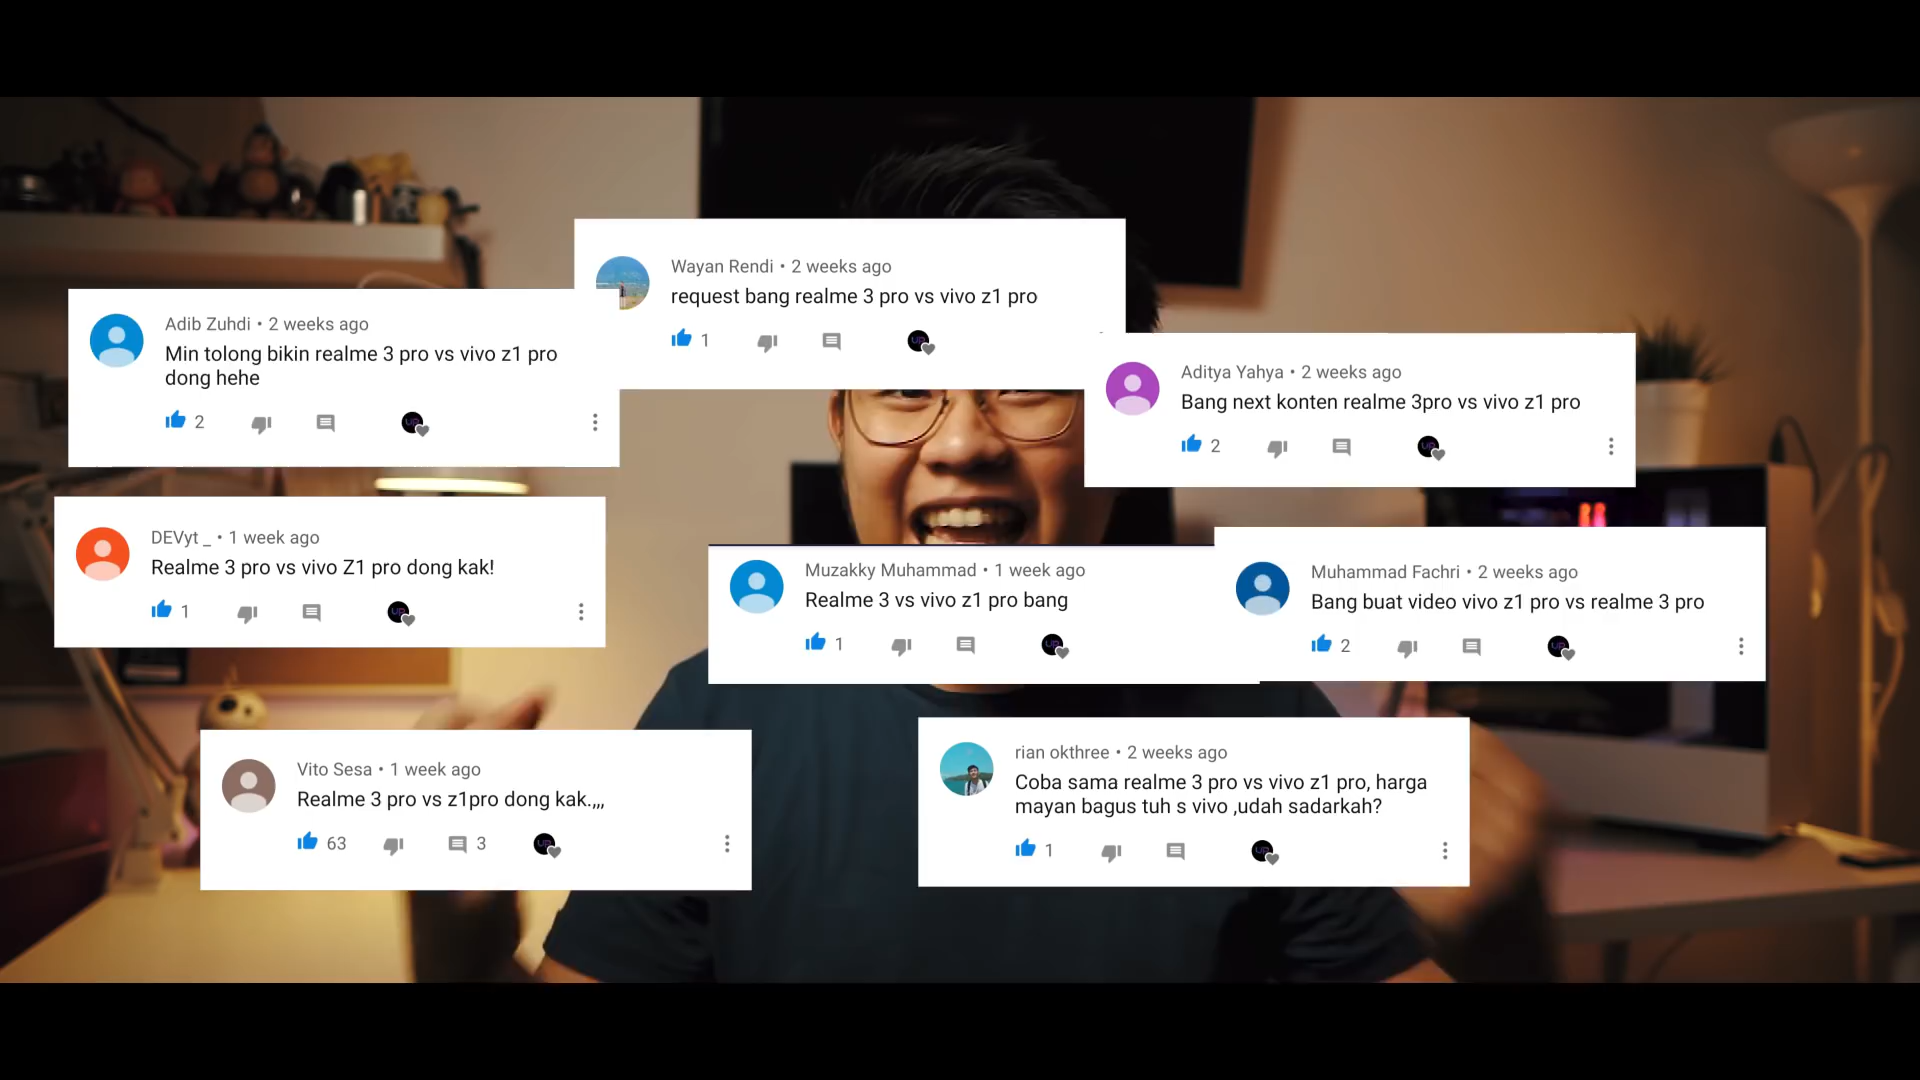 Wayan Rendi • 2 weeks ago
request bang realme 3 pro vs vivo z1 pro
1
Adib Zuhdi • 2 weeks ago
Min tolong bikin realme 3 pro vs vivo z1 pro
dong hehe
2
Aditya Yahya • 2 weeks ago
Bang next konten realme 3pro vs vivo z1 pro
2
DEVyt _ • 1 week ago
Realme 3 pro vs vivo Z1 pro dong kak!
1
Muzakky Muhammad • 1 week ago
Realme 3 vs vivo z1 pro bang
1
Muhammad Fachri • 2 weeks ago
Bang buat video vivo z1 pro vs realme 3 pro
2
Vito Sesa • 1 week ago
Realme 3 pro vs z1pro dong kak.,,,
63 3
rian okthree • 2 weeks ago
Coba sama realme 3 pro vs vivo z1 pro, harga
mayan bagus tuh s vivo ,udah sadarkah?
1